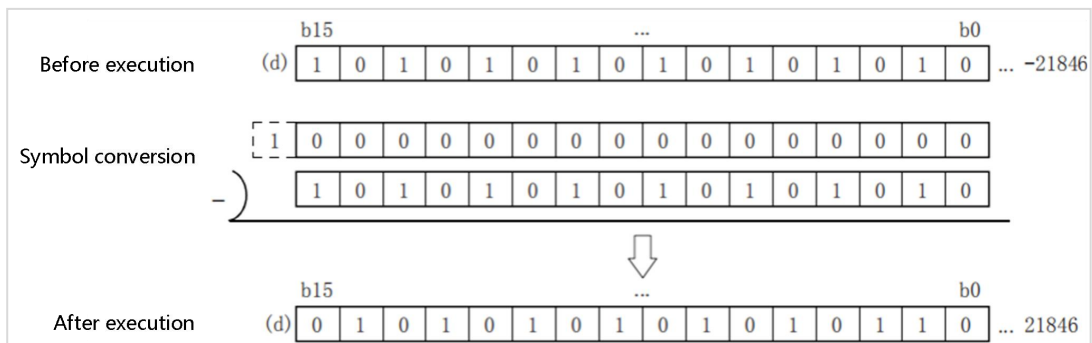 b15 ... b0
Before execution (d) 1 0 1 0 1 0 1 0 1 0 1 0 1 0 1 0 ... -21846
1 0 0 0 0 0 0 0 0 0 0 0 0 0 0 0 0
Symbol conversion
- 1 0 1 0 1 0 1 0 1 0 1 0 1 0 1 0
b15 ... b0
After execution (d) 0 1 0 1 0 1 0 1 0 1 0 1 0 1 1 0 ... 21846